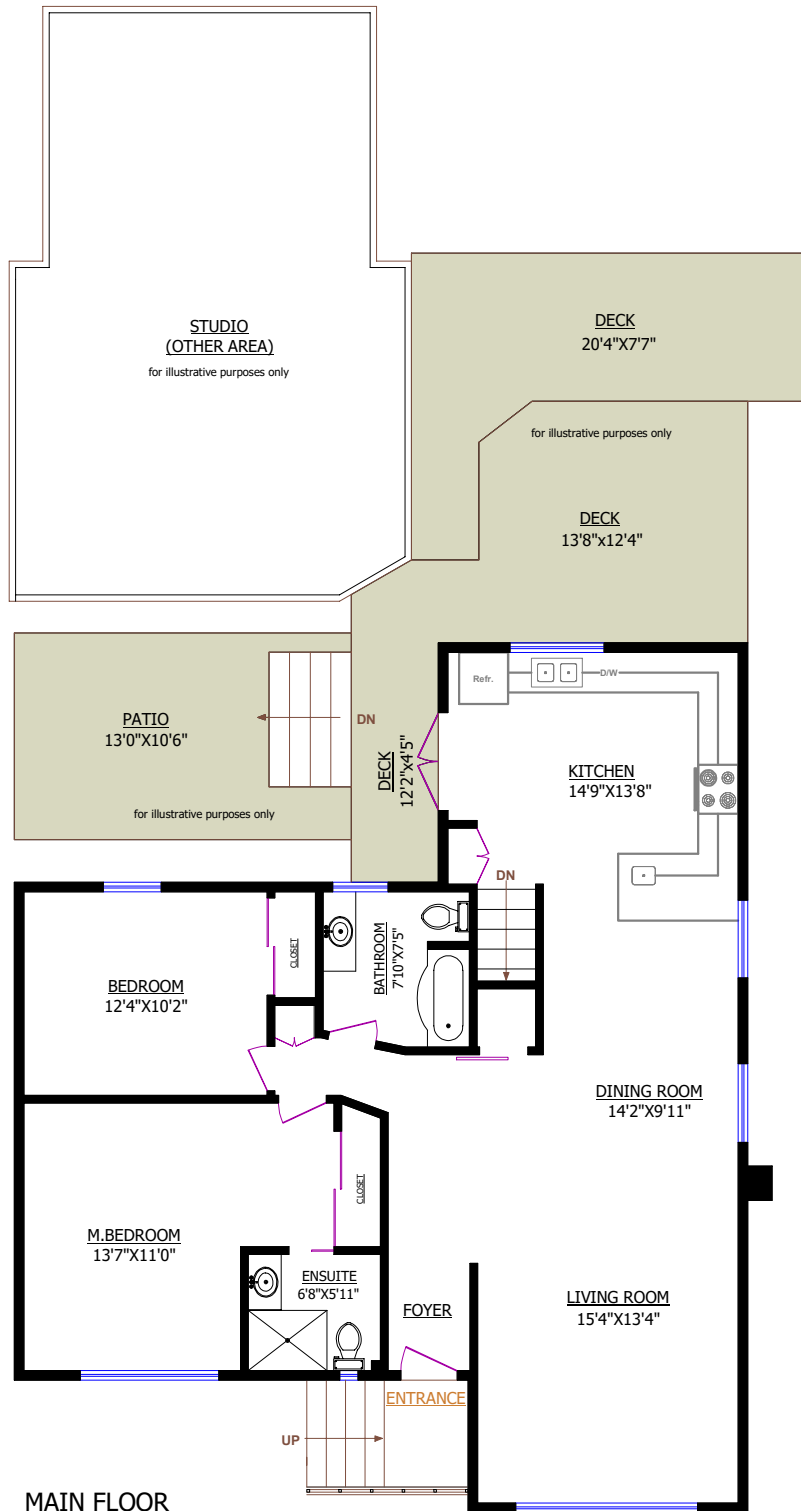 STUDIO
(OTHER AREA)
for illustrative purposes only
DECK
20'4"X7'7"
for illustrative purposes only
DECK
13'8"x12'4"
PATIO
13'0"X10'6"
for illustrative purposes only
DN
DECK
12'2"x4'5"
Refr.
D/W
KITCHEN
14'9"X13'8"
DN
BEDROOM
12'4"X10'2"
CLOSET
BATHROOM
7'10"X7'5"
DINING ROOM
14'2"X9'11"
CLOSET
M.BEDROOM
13'7"X11'0"
ENSUITE
6'8"X5'11"
FOYER
LIVING ROOM
15'4"X13'4"
ENTRANCE
UP
MAIN FLOOR